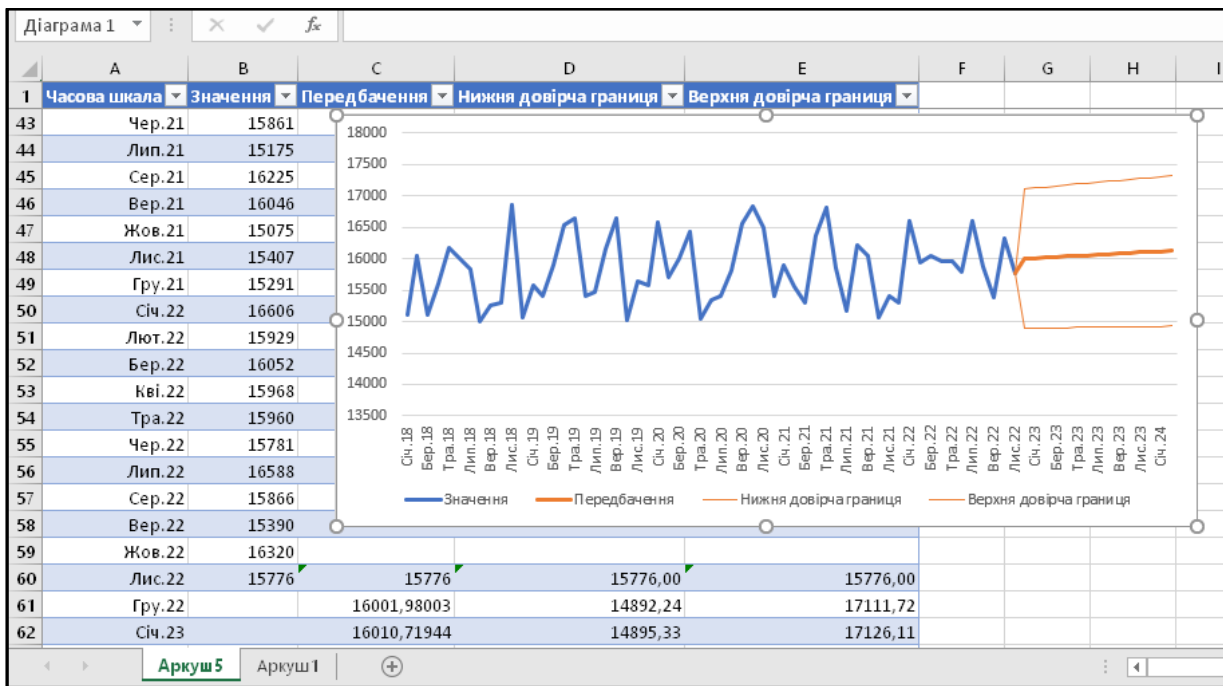 Діаграма 1
fx
A B C D E F G H I
1 Часова шкала Значення Передбачення Нижня довірча границя Верхня довірча границя
43 Чер.21 15861
44 Лип.21 15175
45 Сер.21 16225
46 Вер.21 16046
47 Жов.21 15075
48 Лис.21 15407
49 Гру.21 15291
50 Січ.22 16606
51 Лют.22 15929
52 Бер.22 16052
53 Кві.22 15968
54 Тра.22 15960
55 Чер.22 15781
56 Лип.22 16588
57 Сер.22 15866
58 Вер.22 15390
59 Жов.22 16320
60 Лис.22 15776 15776 15776,00 15776,00
61 Гру.22 16001,98003 14892,24 17111,72
62 Січ.23 16010,71944 14895,33 17126,11
18000
17500
17000
16500
16000
15500
15000
14500
14000
13500
Січ.18 Бер.18 Тра.18 Лип.18 Вер.18 Лис.18 Січ.19 Бер.19 Тра.19 Лип.19 Вер.19 Лис.19 Січ.20 Бер.20 Тра.20 Лип.20 Вер.20 Лис.20 Січ.21 Бер.21 Тра.21 Лип.21 Вер.21 Лис.21 Січ.22 Бер.22 Тра.22 Лип.22 Вер.22 Лис.22 Січ.23 Бер.23 Тра.23 Лип.23 Вер.23 Лис.23 Січ.24
Значення Передбачення Нижня довірча границя Верхня довірча границя
Аркуш5 Аркуш1